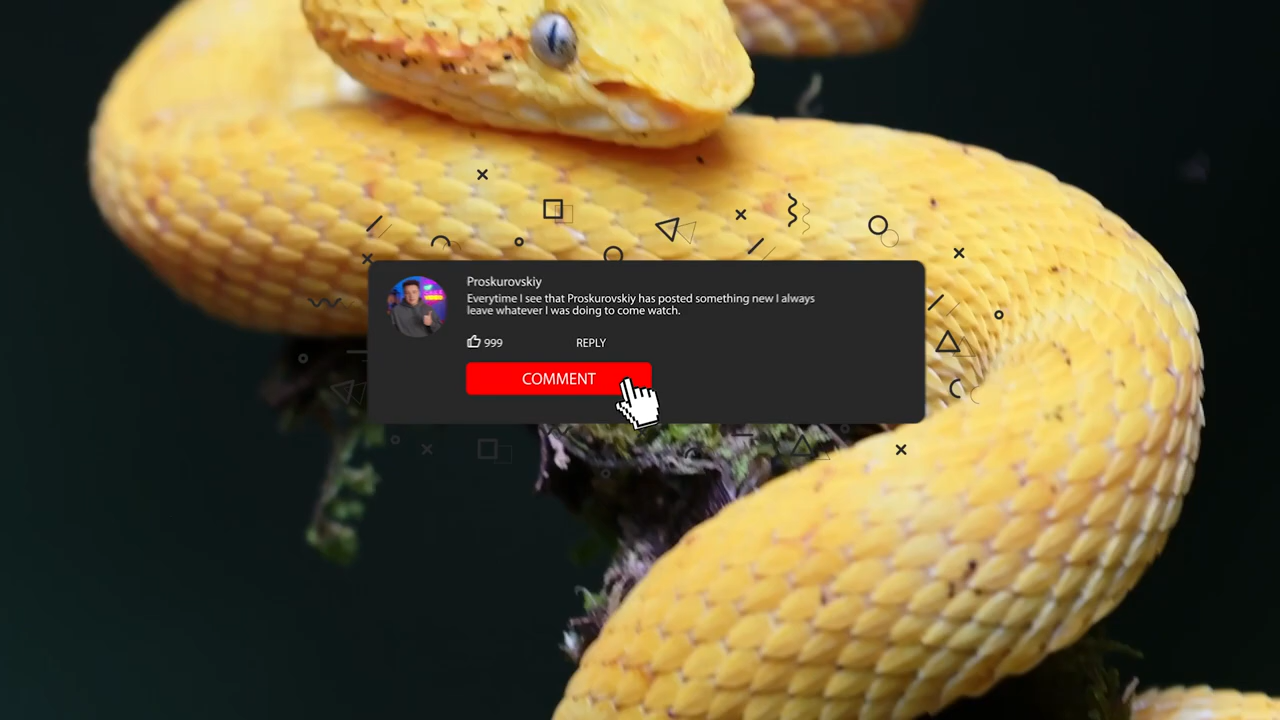 Proskurovskiy
Everytime I see that Proskurovskiy has posted something new I always
leave whatever I was doing to come watch.
999
REPLY
COMMENT